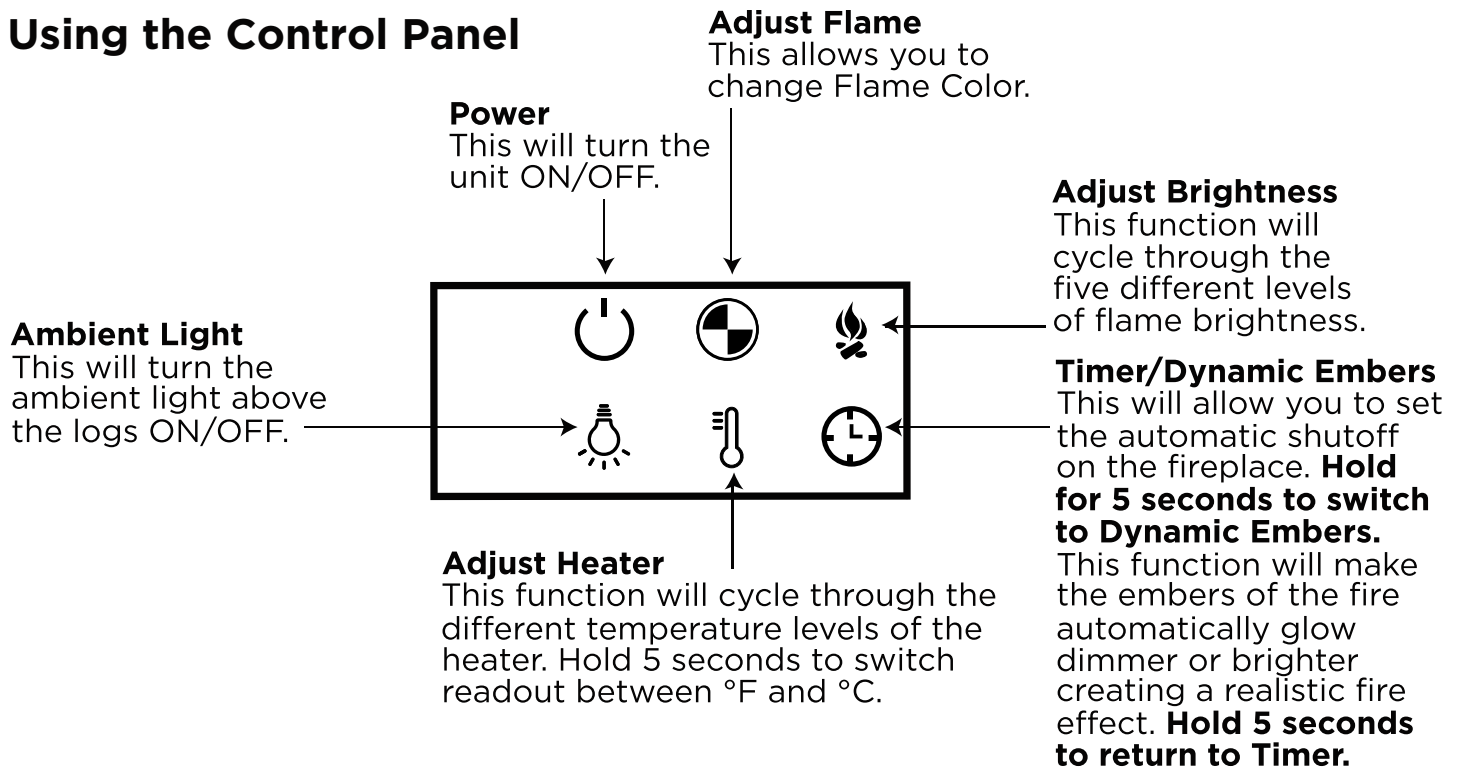 Using the Control Panel
Adjust Flame
This allows you to
change Flame Color.
Power
This will turn the
unit ON/OFF.
Adjust Brightness
This function will
cycle through the
five different levels
of flame brightness.
Ambient Light
This will turn the
ambient light above
the logs ON/OFF.
Timer/Dynamic Embers
This will allow you to set
the automatic shutoff
on the fireplace. Hold
for 5 seconds to switch
to Dynamic Embers.
This function will make
the embers of the fire
automatically glow
dimmer or brighter
creating a realistic fire
effect. Hold 5 seconds
to return to Timer.
Adjust Heater
This function will cycle through the
different temperature levels of the
heater. Hold 5 seconds to switch
readout between °F and °C.